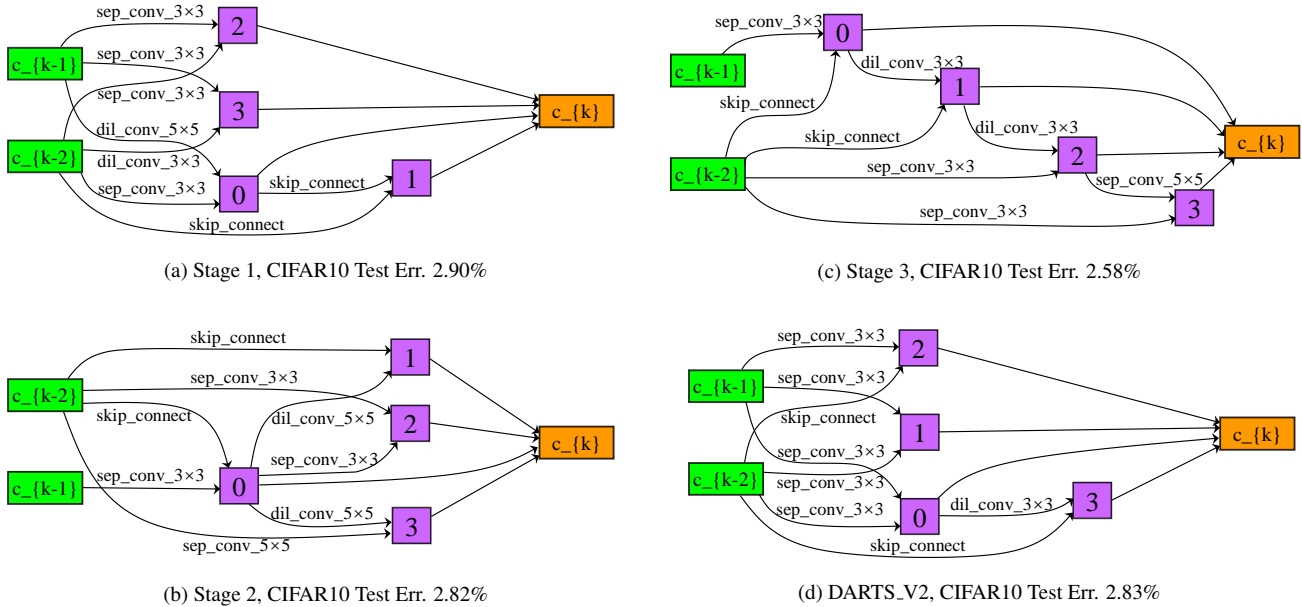 sep_conv_3×3
2
c_{k-1}
sep_conv_3×3
sep_conv_3×3
3
c_{k}
dil_conv_5×5
c_{k-2}
dil_conv_3×3
sep_conv_3×3
0
skip_connect
1
skip_connect
(a) Stage 1, CIFAR10 Test Err. 2.90%
sep_conv_3×3
0
c_{k-1}
dil_conv_3×3
1
skip_connect
skip_connect
dil_conv_3×3
c_{k}
c_{k-2}
sep_conv_3×3
2
sep_conv_5×5
3
sep_conv_3×3
(c) Stage 3, CIFAR10 Test Err. 2.58%
skip_connect
1
c_{k-2}
sep_conv_3×3
skip_connect
dil_conv_5×5
2
c_{k}
sep_conv_3×3
sep_conv_3×3
c_{k-1}
0
dil_conv_5×5
3
sep_conv_5×5
(b) Stage 2, CIFAR10 Test Err. 2.82%
sep_conv_3×3
2
c_{k-1}
sep_conv_3×3
skip_connect
1
c_{k}
sep_conv_3×3
c_{k-2}
sep_conv_3×3
sep_conv_3×3
0
dil_conv_3×3
3
skip_connect
(d) DARTS_V2, CIFAR10 Test Err. 2.83%